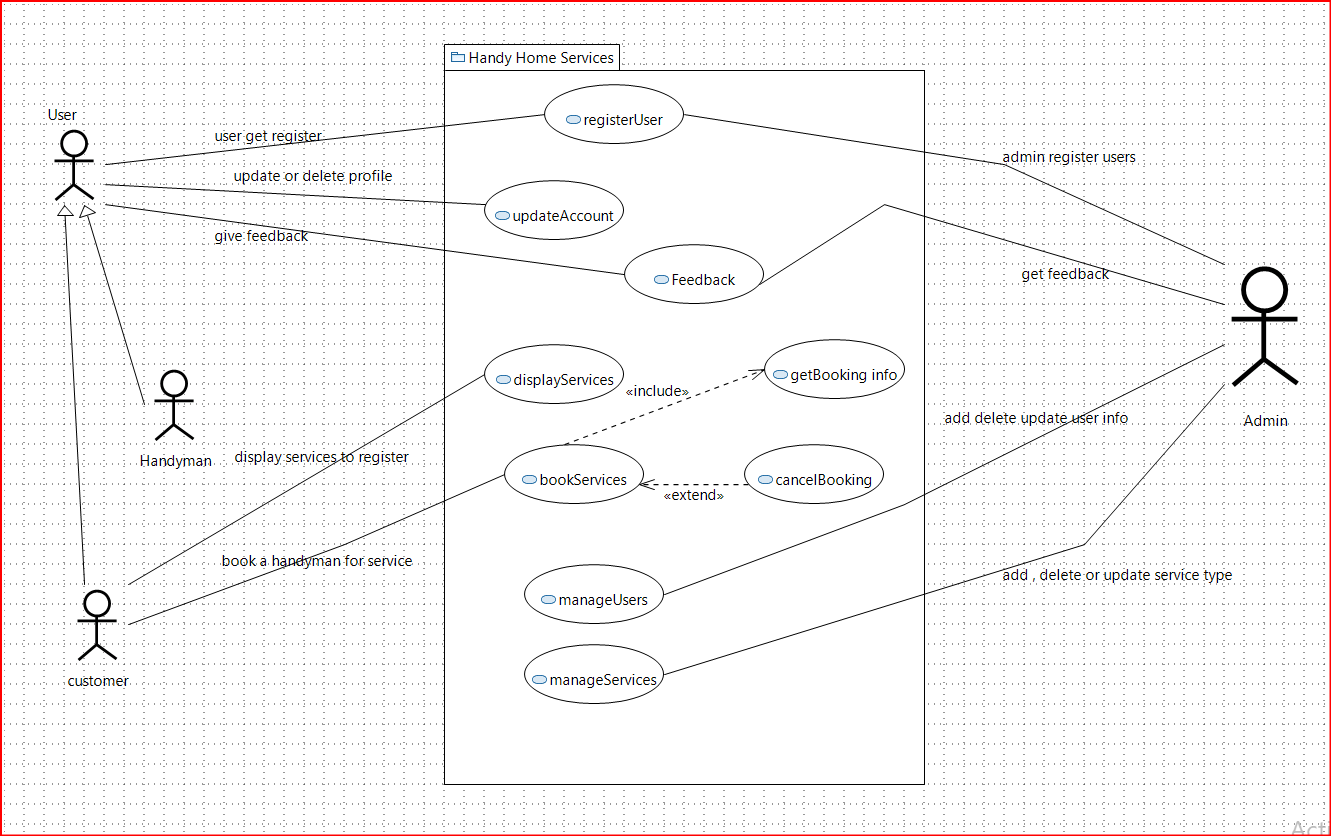 Handy Home Services
User
registerUser
user get register
admin register users
update or delete profile
updateAccount
give feedback
Feedback
get feedback
displayServices
getBooking info
«include»
add delete update user info
Admin
Handyman
display services to register
bookServices
cancelBooking
«extend»
book a handyman for service
add , delete or update service type
manageUsers
customer
manageServices